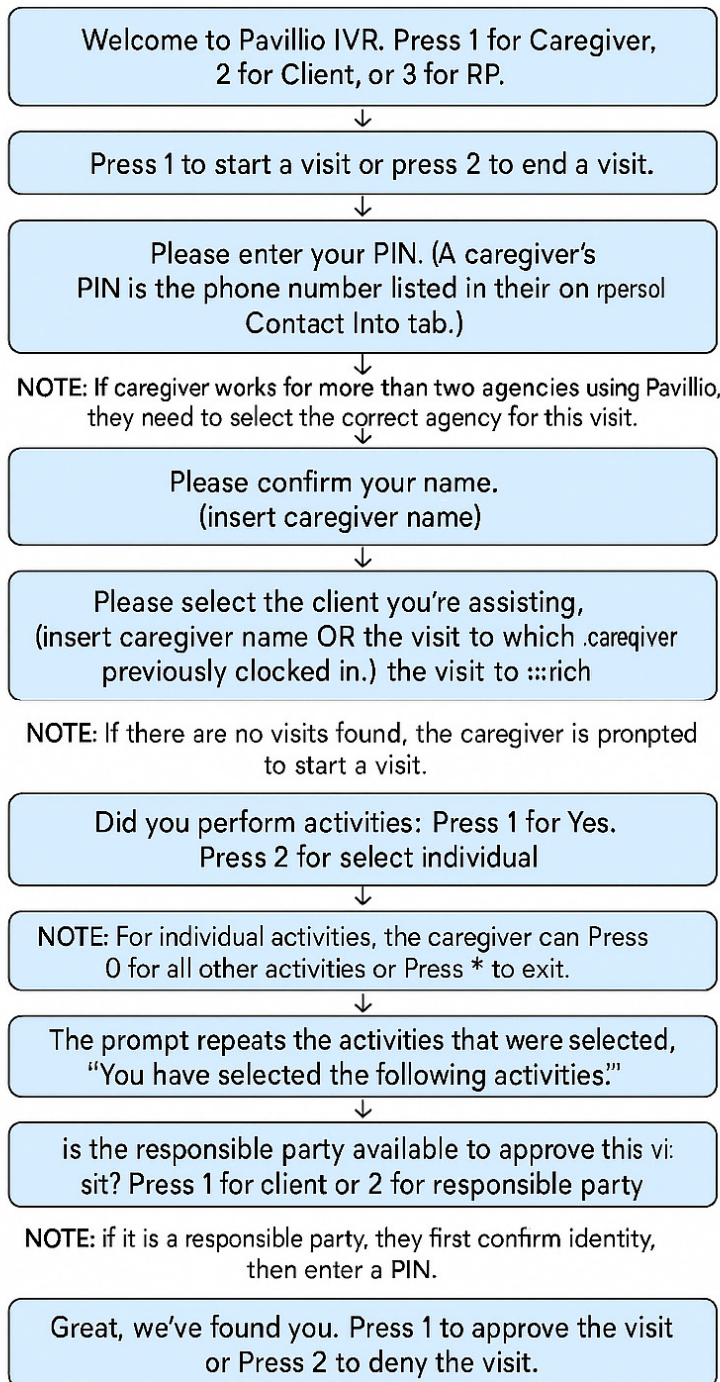 Welcome to Pavillio IVR. Press 1 for Caregiver,
2 for Client, or 3 for RP.
Press 1 to start a visit or press 2 to end a visit.
Please enter your PIN. (A caregiver's
PIN is the phone number listed in their on rpersol
Contact Into tab.)
NOTE: If caregiver works for more than two agencies using Pavillio,
they need to select the correct agency for this visit.
Please confirm your name.
(insert caregiver name)
Please select the client you're assisting,
(insert caregiver name OR the visit to which .careqiver
previously clocked in.) the visit to :::rich
NOTE: If there are no visits found, the caregiver is pronpted
to start a visit.
Did you perform activities: Press 1 for Yes.
Press 2 for select individual
NOTE: For individual activities, the caregiver can Press
0 for all other activities or Press * to exit.
The prompt repeats the activities that were selected,
“You have selected the following activities.”'
is the responsible party available to approve this vi:
sit? Press 1 for client or 2 for responsible party
NOTE: if it is a responsible party, they first confirm identity,
then enter a PIN.
Great, we've found you. Press 1 to approve the visit
or Press 2 to deny the visit.